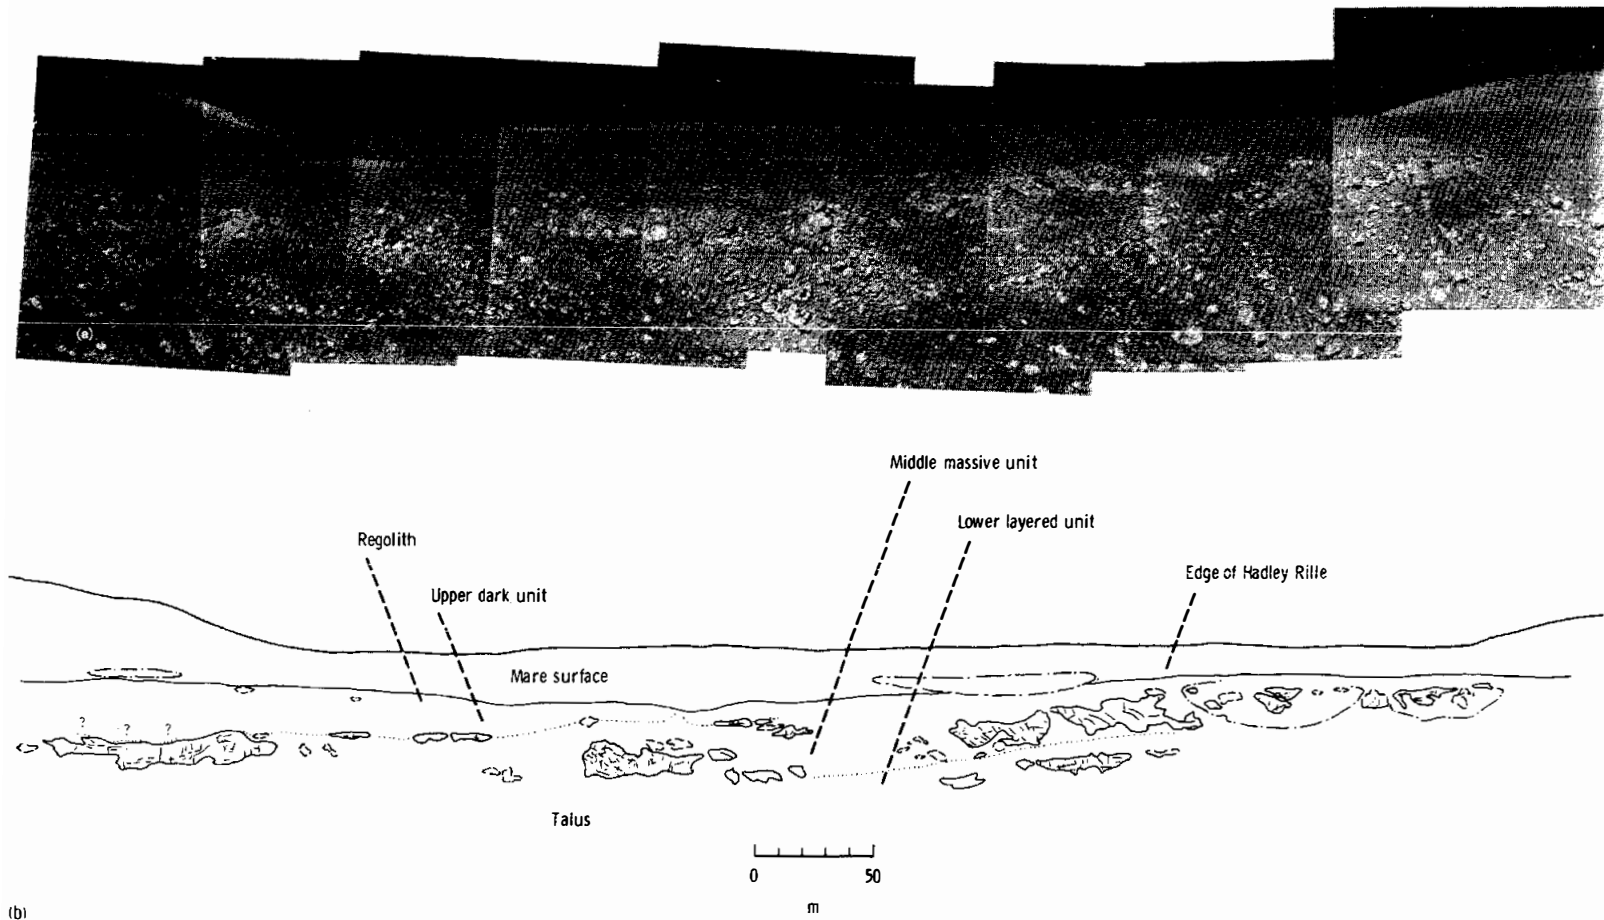 (a)
Middle massive unit
Lower layered unit
Regolith
Edge of Hadley Rille
Upper dark unit
Mare surface
? ? ?
Talus
0 50
m
(b)